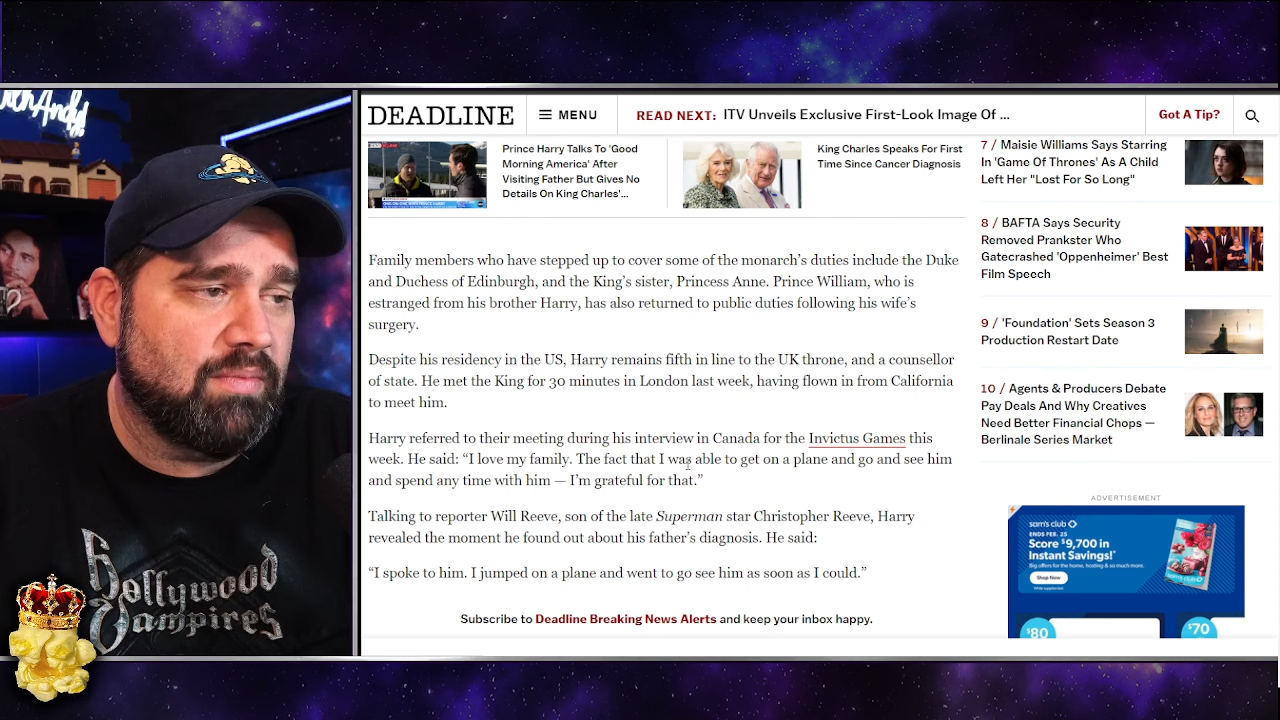 DEADLINE
MENU
READ NEXT: ITV Unveils Exclusive First-Look Image Of ...
Got A Tip?
Prince Harry Talks To 'Good
Morning America' After
Visiting Father But Gives No
Details On King Charles'...
King Charles Speaks For First
Time Since Cancer Diagnosis
Family members who have stepped up to cover some of the monarch's duties include the Duke
and Duchess of Edinburgh, and the King's sister, Princess Anne. Prince William, who is
estranged from his brother Harry, has also returned to public duties following his wife's
surgery.
Despite his residency in the US, Harry remains fifth in line to the UK throne, and a counsellor
of state. He met the King for 30 minutes in London last week, having flown in from California
to meet him.
Harry referred to their meeting during his interview in Canada for the Invictus Games this
week. He said: “I love my family. The fact that I was able to get on a plane and go and see him
and spend any time with him — I'm grateful for that.”
Talking to reporter Will Reeve, son of the late Superman star Christopher Reeve, Harry
revealed the moment he found out about his father's diagnosis. He said:
“I spoke to him. I jumped on a plane and went to go see him as soon as I could.”
Subscribe to Deadline Breaking News Alerts and keep your inbox happy.
7 / Maisie Williams Says Starring
In 'Game Of Thrones' As A Child
Left Her "Lost For So Long"
8 / BAFTA Says Security
Removed Prankster Who
Gatecrashed 'Oppenheimer' Best
Film Speech
9 / 'Foundation' Sets Season 3
Production Restart Date
10 / Agents & Producers Debate
Pay Deals And Why Creatives
Need Better Financial Chops —
Berlinale Series Market
ADVERTISEMENT
sam's club
ENDS FEB. 25
Score $9,700 in
Instant Savings!*
Big offers for the home, hosting & so much more.
Shop Now
$80
$70
Hollywood
Vampires